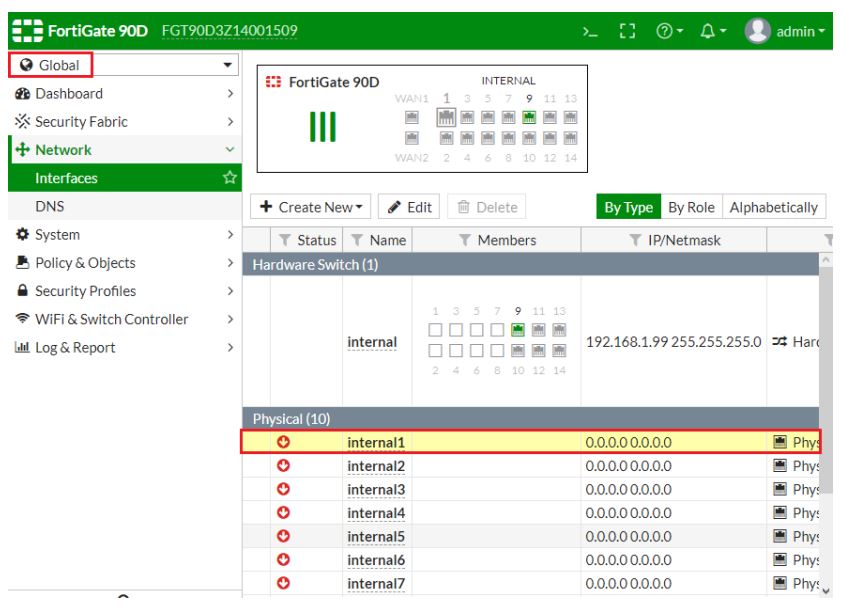 FortiGate 90D FGT90D3Z14001509 >_ admin
Global
Dashboard
Security Fabric
Network
Interfaces
DNS
System
Policy & Objects
Security Profiles
WiFi & Switch Controller
Log & Report
FortiGate 90D INTERNAL
WAN1 1 3 5 7 9 11 13
WAN2 2 4 6 8 10 12 14
+ Create New Edit Delete By Type By Role Alphabetically
Status Name Members IP/Netmask
Hardware Switch (1)
1 3 5 7 9 11 13
internal 192.168.1.99 255.255.255.0 Hard
2 4 6 8 10 12 14
Physical (10)
internal1 0.0.0.0 0.0.0.0 Phys
internal2 0.0.0.0 0.0.0.0 Phys
internal3 0.0.0.0 0.0.0.0 Phys
internal4 0.0.0.0 0.0.0.0 Phys
internal5 0.0.0.0 0.0.0.0 Phys
internal6 0.0.0.0 0.0.0.0 Phys
internal7 0.0.0.0 0.0.0.0 Phys